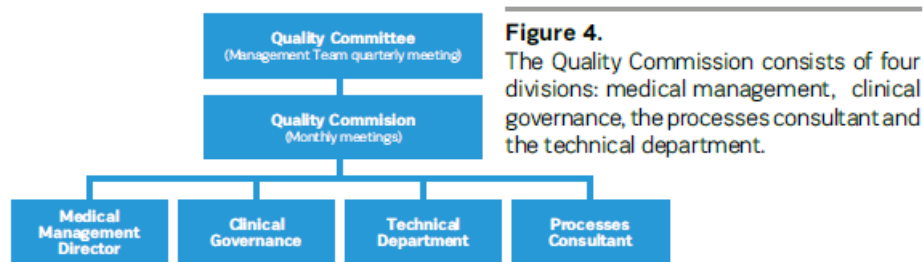 Quality Committee
(Management Team quarterly meeting)
Quality Commision
(Monthly meetings)
Medical
Management
Director
Clinical
Governance
Technical
Department
Processes
Consultant
Figure 4.
The Quality Commission consists of four
divisions: medical management, clinical
governance, the processes consultant and
the technical department.